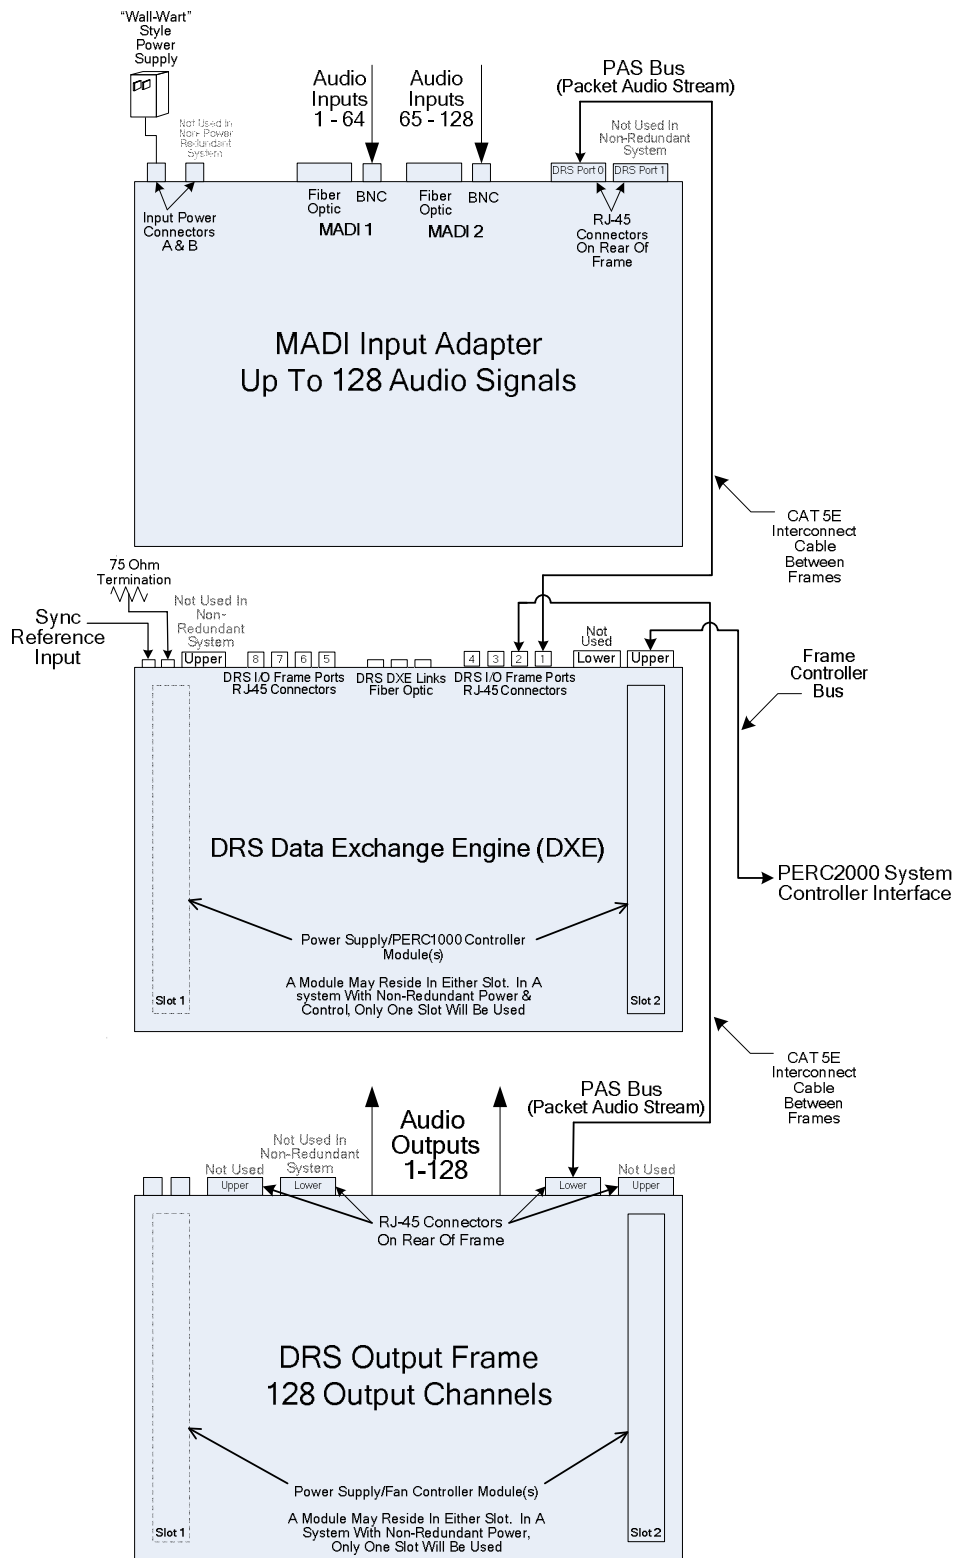 “Wall-Wart”
Style
Power
Supply
Not Used In
Non- Power
Redundant
System
Audio
Inputs
1 - 64
Audio
Inputs
65 - 128
PAS Bus
(Packet Audio Stream)
Not Used In
Non-Redundant
System
DRS Port 0
DRS Port 1
Input Power
Connectors
A & B
Fiber
Optic
BNC
MADI 1
Fiber
Optic
BNC
MADI 2
RJ-45
Connectors
On Rear Of
Frame
MADI Input Adapter
Up To 128 Audio Signals
CAT 5E
Interconnect
Cable
Between
Frames
75 Ohm
Termination
Sync
Reference
Input
Not Used In
Non-
Redundant
System
Upper
8 7 6 5
DRS I/O Frame Ports
RJ-45 Connectors
DRS DXE Links
Fiber Optic
4 3 2 1
DRS I/O Frame Ports
RJ-45 Connectors
Not
Used
Lower
Upper
Frame
Controller
Bus
DRS Data Exchange Engine (DXE)
PERC2000 System
Controller Interface
Power Supply/PERC1000 Controller
Module(s)
A Module May Reside In Either Slot. In A
system With Non-Redundant Power &
Control, Only One Slot Will Be Used
Slot 1
Slot 2
CAT 5E
Interconnect
Cable
Between
Frames
PAS Bus
(Packet Audio Stream)
Audio
Outputs
1-128
Not Used
Upper
Not Used In
Non-Redundant
System
Lower
Lower
Not Used
Upper
RJ-45 Connectors
On Rear Of Frame
DRS Output Frame
128 Output Channels
Power Supply/Fan Controller Module(s)
A Module May Reside In Either Slot. In A
System With Non-Redundant Power,
Only One Slot Will Be Used
Slot 1
Slot 2